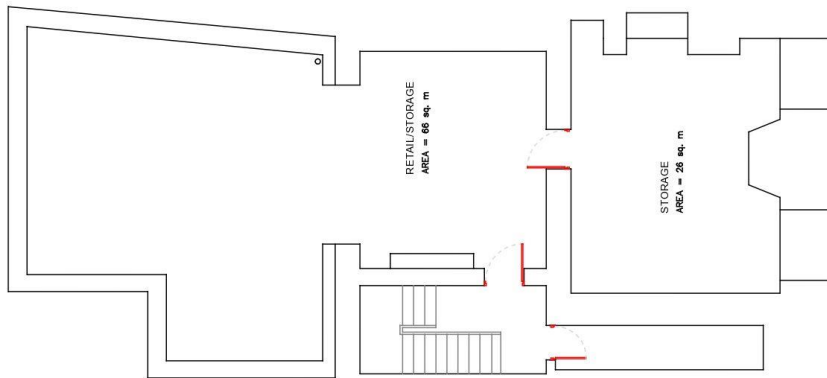 RETAIL/STORAGE
AREA = 66 sq. m
STORAGE
AREA = 26 sq. m